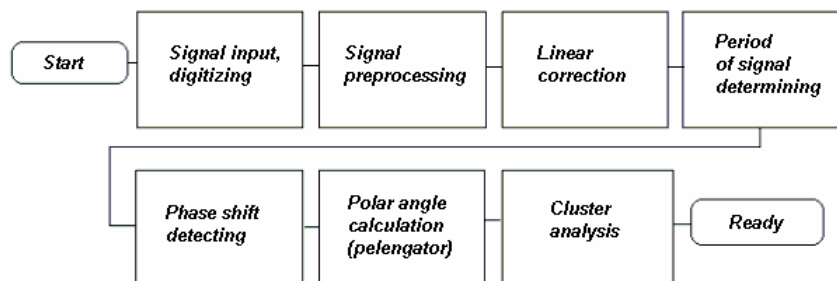 Start
Signal input,
digitizing
Signal
preprocessing
Linear
correction
Period
of signal
determining
Phase shift
detecting
Polar angle
calculation
(pelengator)
Cluster
analysis
Ready